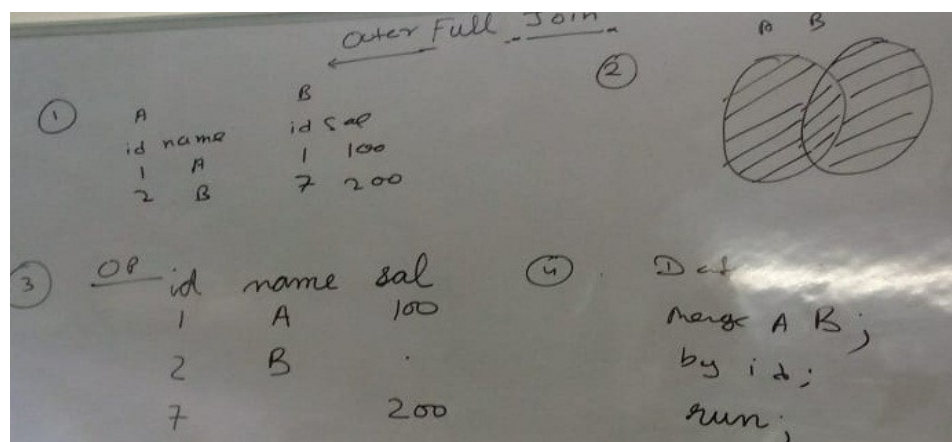 Outer Full Join
①
A
id name
1 A
2 B
B
id sal
1 100
7 200
②
A B
③ OP
id name sal
1 A 100
2 B .
7 200
④
Dat
merge A B;
by id;
run;